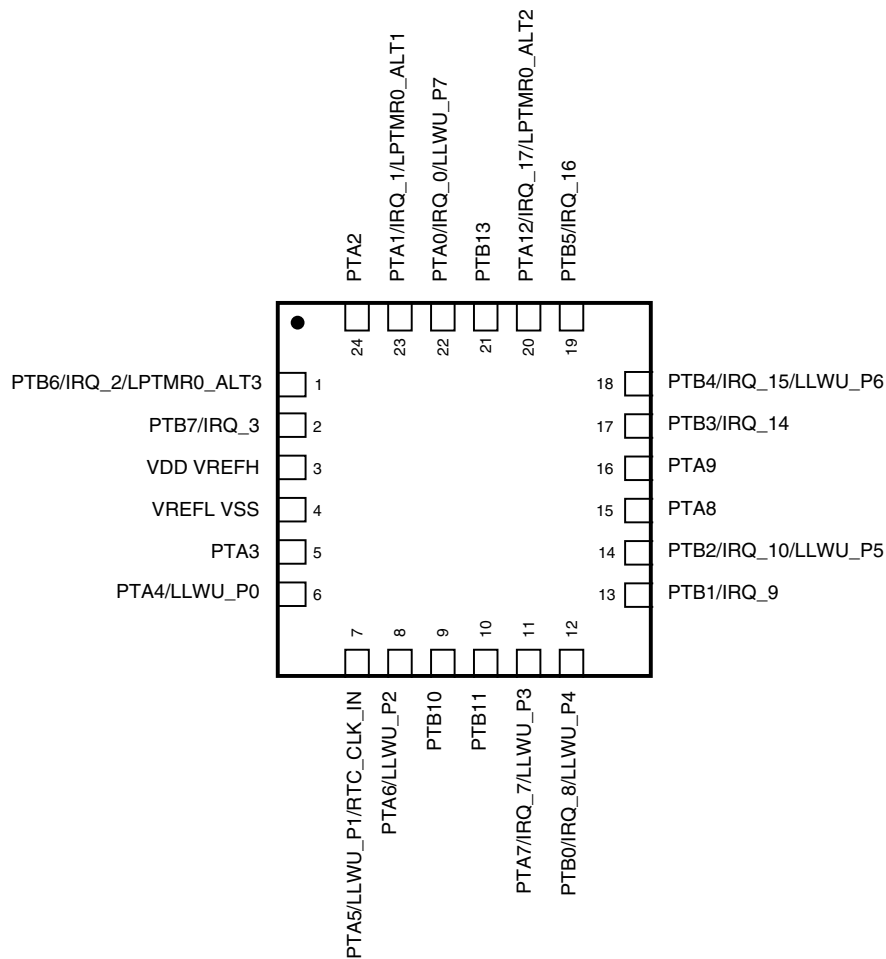 PTA2
PTA1/IRQ_1/LPTMR0_ALT1
PTA0/IRQ_0/LLWU_P7
PTB13
PTA12/IRQ_17/LPTMR0_ALT2
PTB5/IRQ_16
24
23
22
21
20
19
PTB6/IRQ_2/LPTMR0_ALT3
1
PTB7/IRQ_3
2
VDD VREFH
3
VREFL VSS
4
PTA3
5
PTA4/LLWU_P0
6
18
PTB4/IRQ_15/LLWU_P6
17
PTB3/IRQ_14
16
PTA9
15
PTA8
14
PTB2/IRQ_10/LLWU_P5
13
PTB1/IRQ_9
7
8
9
10
11
12
PTA5/LLWU_P1/RTC_CLK_IN
PTA6/LLWU_P2
PTB10
PTB11
PTA7/IRQ_7/LLWU_P3
PTB0/IRQ_8/LLWU_P4